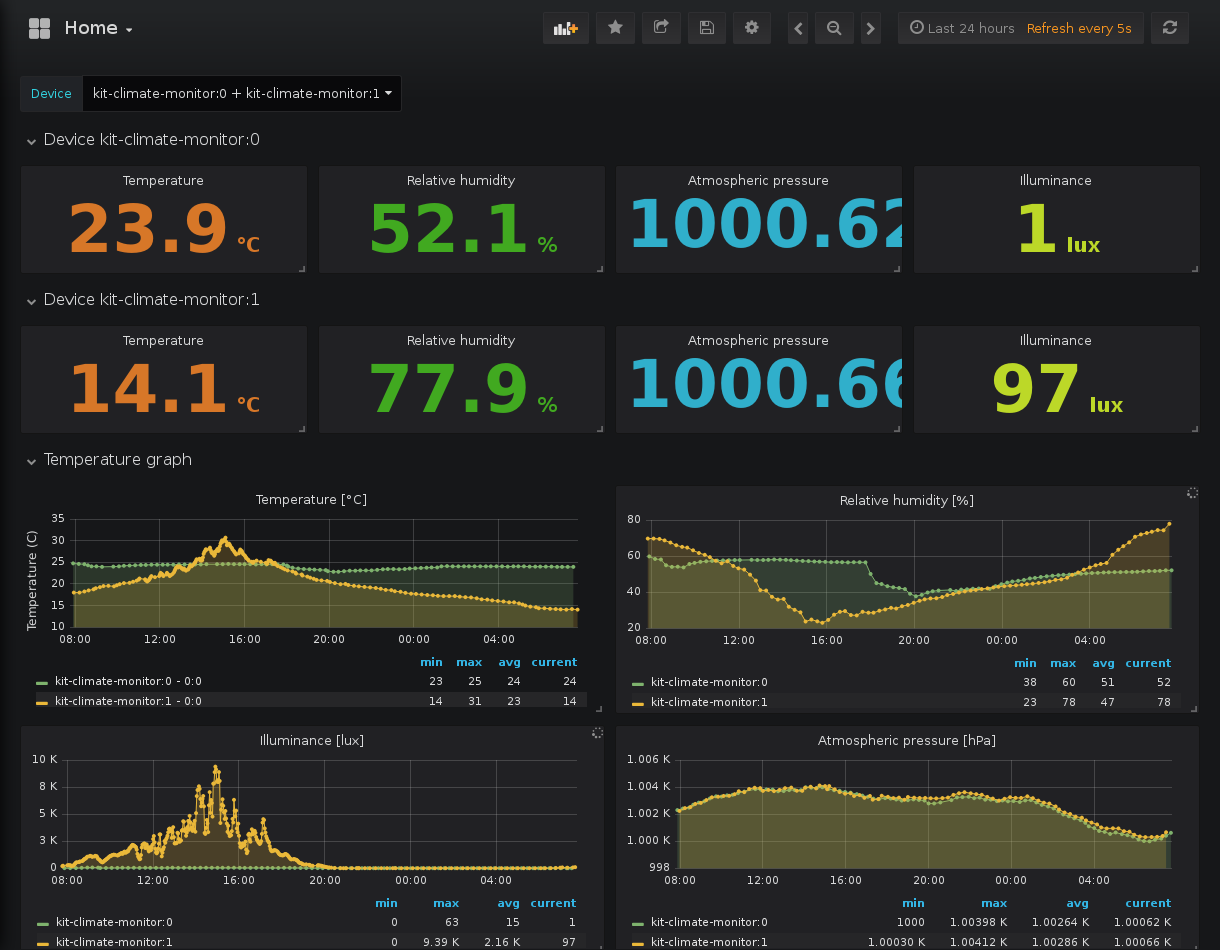 Home
Last 24 hours Refresh every 5s
Device kit-climate-monitor:0 + kit-climate-monitor:1
Device kit-climate-monitor:0
Temperature Relative humidity Atmospheric pressure Illuminance
23.9 °C 52.1 % 1000.62 1 lux
Device kit-climate-monitor:1
Temperature Relative humidity Atmospheric pressure Illuminance
14.1 °C 77.9 % 1000.66 97 lux
Temperature graph
Temperature [°C]
Temperature (C)
35
30
25
20
15
10
08:00 12:00 16:00 20:00 00:00 04:00
min max avg current
kit-climate-monitor:0 - 0:0 23 25 24 24
kit-climate-monitor:1 - 0:0 14 31 23 14
Relative humidity [%]
80
60
40
20
08:00 12:00 16:00 20:00 00:00 04:00
min max avg current
kit-climate-monitor:0 38 60 51 52
kit-climate-monitor:1 23 78 47 78
Illuminance [lux]
10 K
8 K
5 K
3 K
0
08:00 12:00 16:00 20:00 00:00 04:00
min max avg current
kit-climate-monitor:0 0 63 15 1
kit-climate-monitor:1 0 9.39 K 2.16 K 97
Atmospheric pressure [hPa]
1.006 K
1.004 K
1.002 K
1.000 K
998
08:00 12:00 16:00 20:00 00:00 04:00
min max avg current
kit-climate-monitor:0 1000 1.00398 K 1.00264 K 1.00062 K
kit-climate-monitor:1 1.00030 K 1.00412 K 1.00286 K 1.00066 K